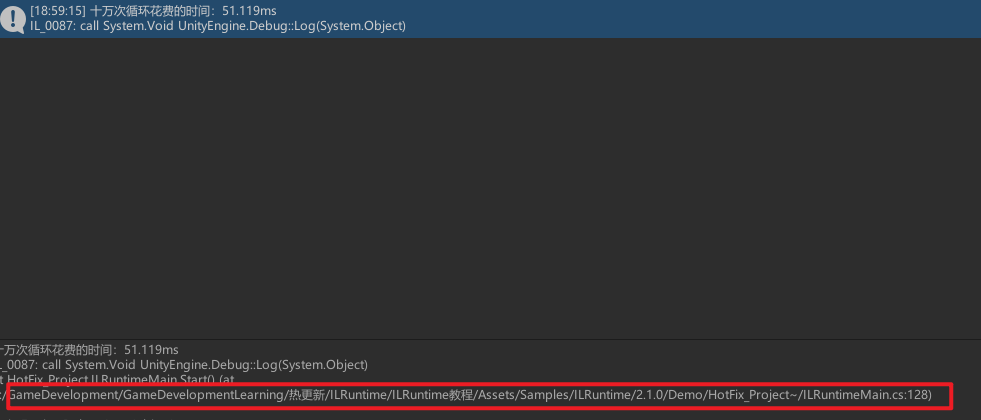 [18:59:15] 十万次循环花费的时间：51.119ms
IL_0087: call System.Void UnityEngine.Debug::Log(System.Object)
十万次循环花费的时间：51.119ms
_0087: call System.Void UnityEngine.Debug::Log(System.Object)
t HotFix_Project.ILRuntimeMain.Start() (at
:/GameDevelopment/GameDevelopmentLearning/热更新/ILRuntime/ILRuntime教程/Assets/Samples/ILRuntime/2.1.0/Demo/HotFix_Project~/ILRuntimeMain.cs:128)